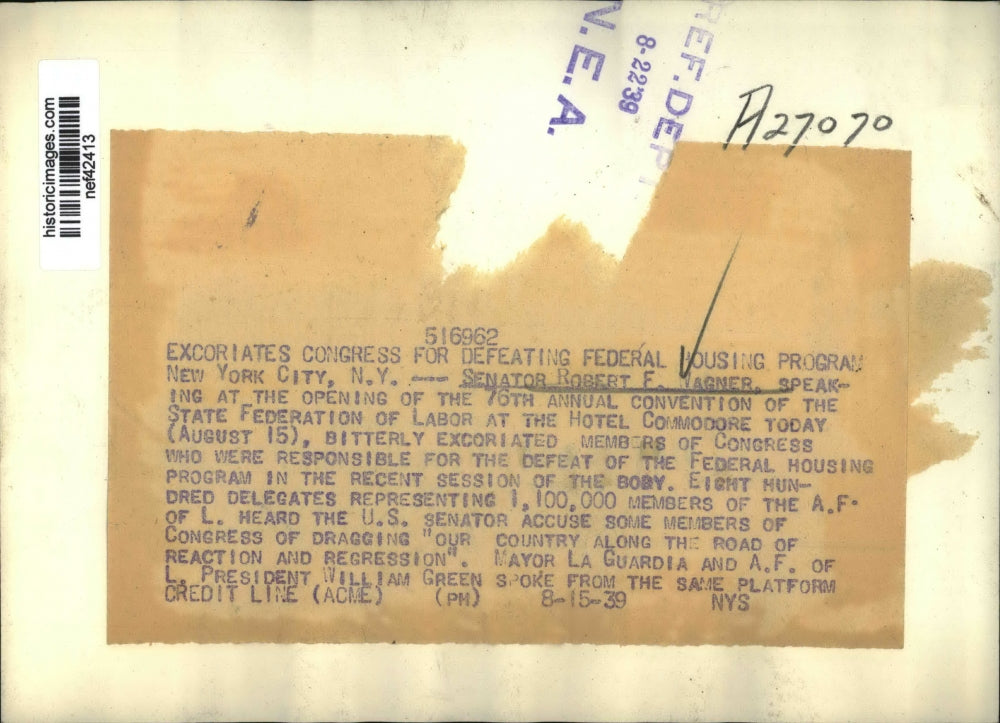 historicimages.com
nef42413
N.E.A.
8-22 39
REF. DEPT
A27070
516962
EXCORIATES CONGRESS FOR DEFEATING FEDERAL HOUSING PROGRAM
NEW YORK CITY, N.Y. --- SENATOR ROBERT F. WAGNER, SPEAK-
ING AT THE OPENING OF THE 76TH ANNUAL CONVENTION OF THE
STATE FEDERATION OF LABOR AT THE HOTEL COMMODORE TODAY
(AUGUST 15), BITTERLY EXCORIATED MEMBERS OF CONGRESS
WHO WERE RESPONSIBLE FOR THE DEFEAT OF THE FEDERAL HOUSING
PROGRAM IN THE RECENT SESSION OF THE BOBY. EIGHT HUN-
DRED DELEGATES REPRESENTING 1,100,000 MEMBERS OF THE A.F.
OF L. HEARD THE U.S. SENATOR ACCUSE SOME MEMBERS OF
CONGRESS OF DRAGGING "OUR COUNTRY ALONG THE ROAD OF
REACTION AND REGRESSION". MAYOR LA GUARDIA AND A.F. OF
L. PRESIDENT WILLIAM GREEN SPOKE FROM THE SAME PLATFORM
CREDIT LINE (ACME) (PM) 8-15-39 NYS